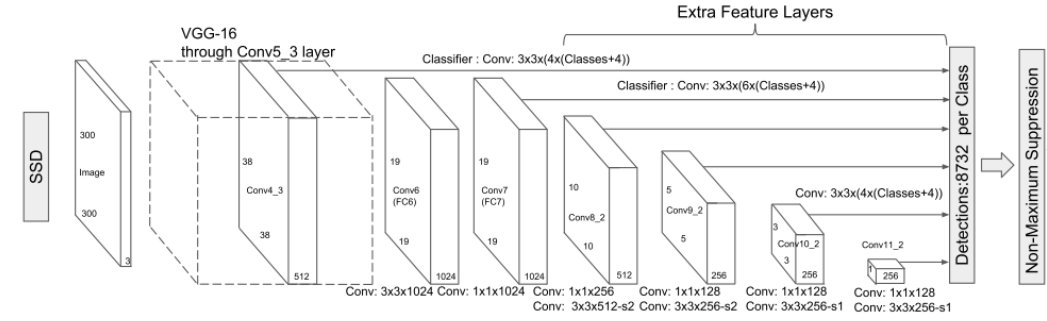 Extra Feature Layers
VGG-16
through Conv5_3 layer
Classifier : Conv: 3x3x(4x(Classes+4))
Classifier : Conv: 3x3x(6x(Classes+4))
SSD
300
Image
300
3
38
Conv4_3
38
512
19
Conv6
(FC6)
19
1024
19
Conv7
(FC7)
19
1024
10
Conv8_2
10
512
5
Conv9_2
5
256
Conv: 3x3x(4x(Classes+4))
3
Conv10_2
3
256
Conv11_2
1
256
Detections:8732 per Class
Non-Maximum Suppression
Conv: 3x3x1024
Conv: 1x1x1024
Conv: 1x1x256
Conv: 3x3x512-s2
Conv: 1x1x128
Conv: 3x3x256-s2
Conv: 1x1x128
Conv: 3x3x256-s1
Conv: 1x1x128
Conv: 3x3x256-s1